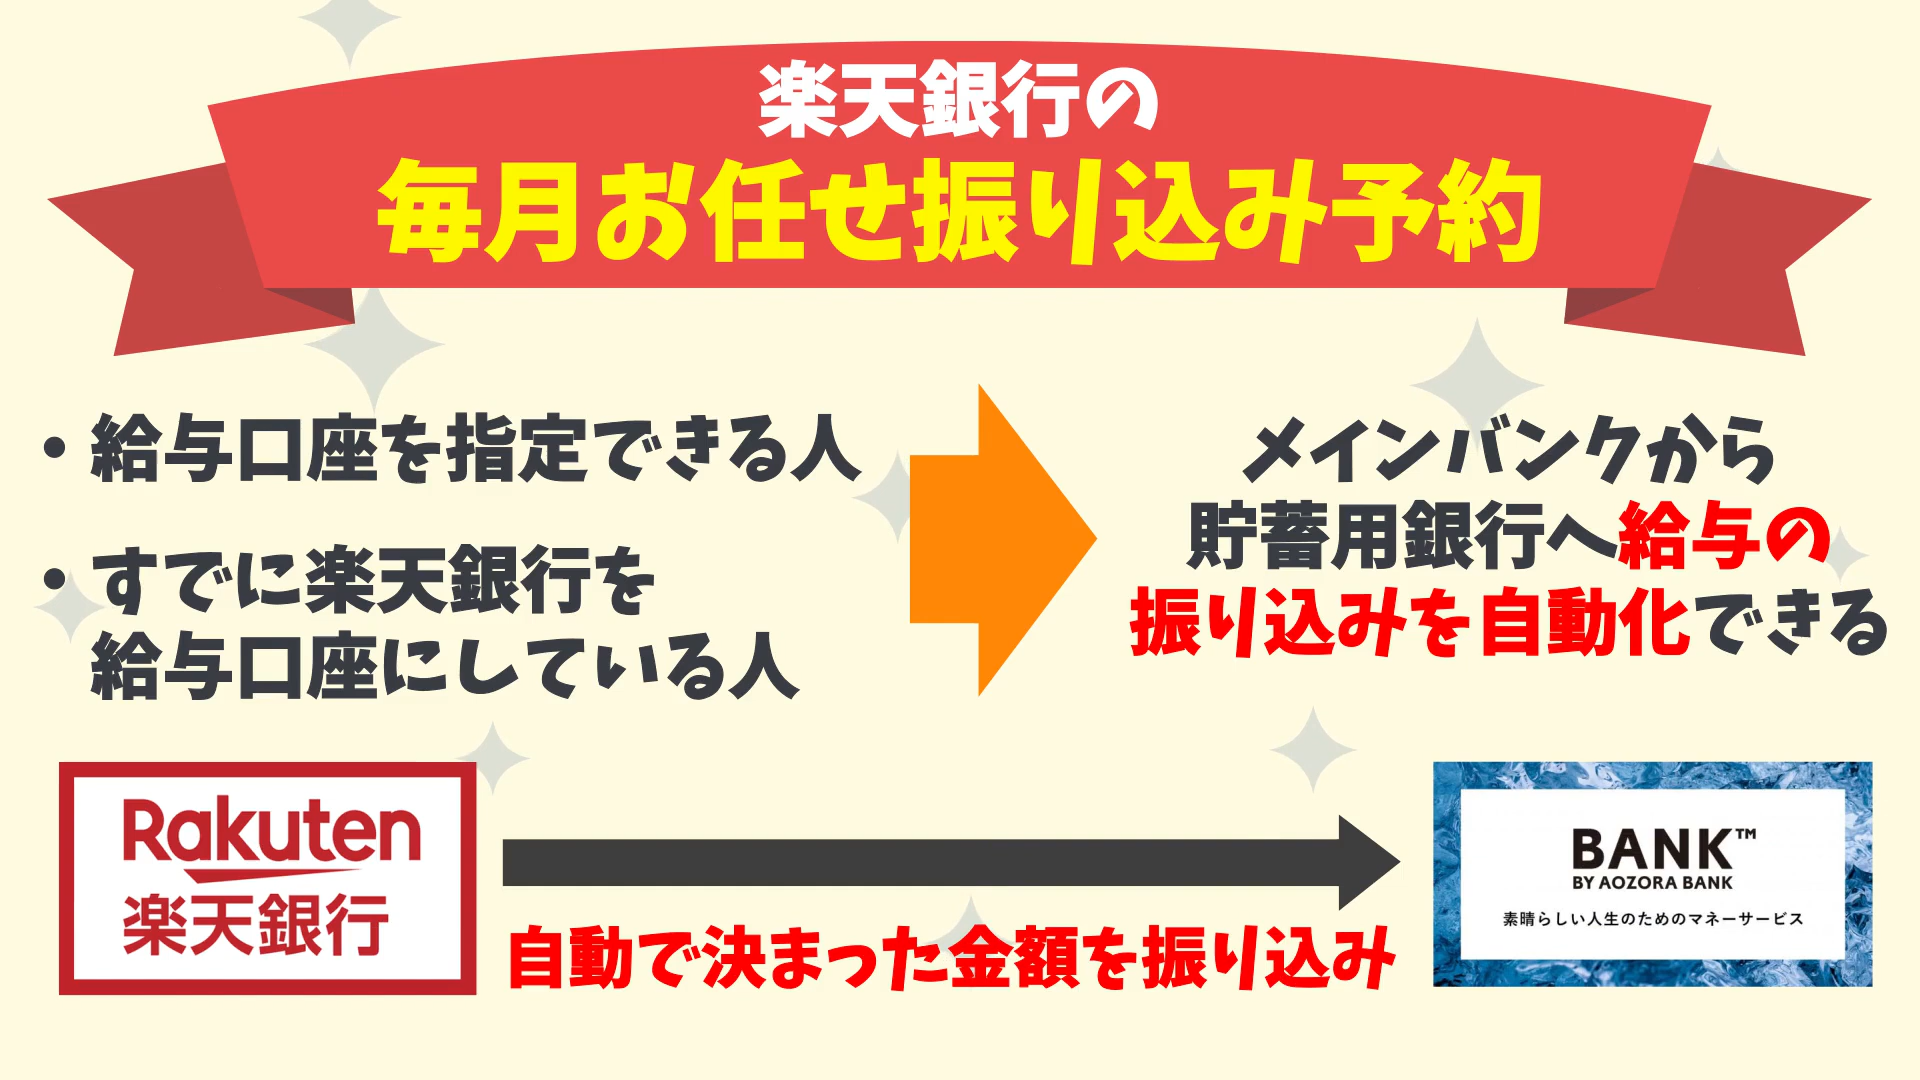 楽天銀行の
毎月お任せ振り込み予約
・給与口座を指定できる人
・すでに楽天銀行を
給与口座にしている人
メインバンクから
貯蓄用銀行へ給与の
振り込みを自動化できる
Rakuten
楽天銀行
自動で決まった金額を振り込み
BANK™
BY AOZORA BANK
素晴らしい人生のためのマネーサービス